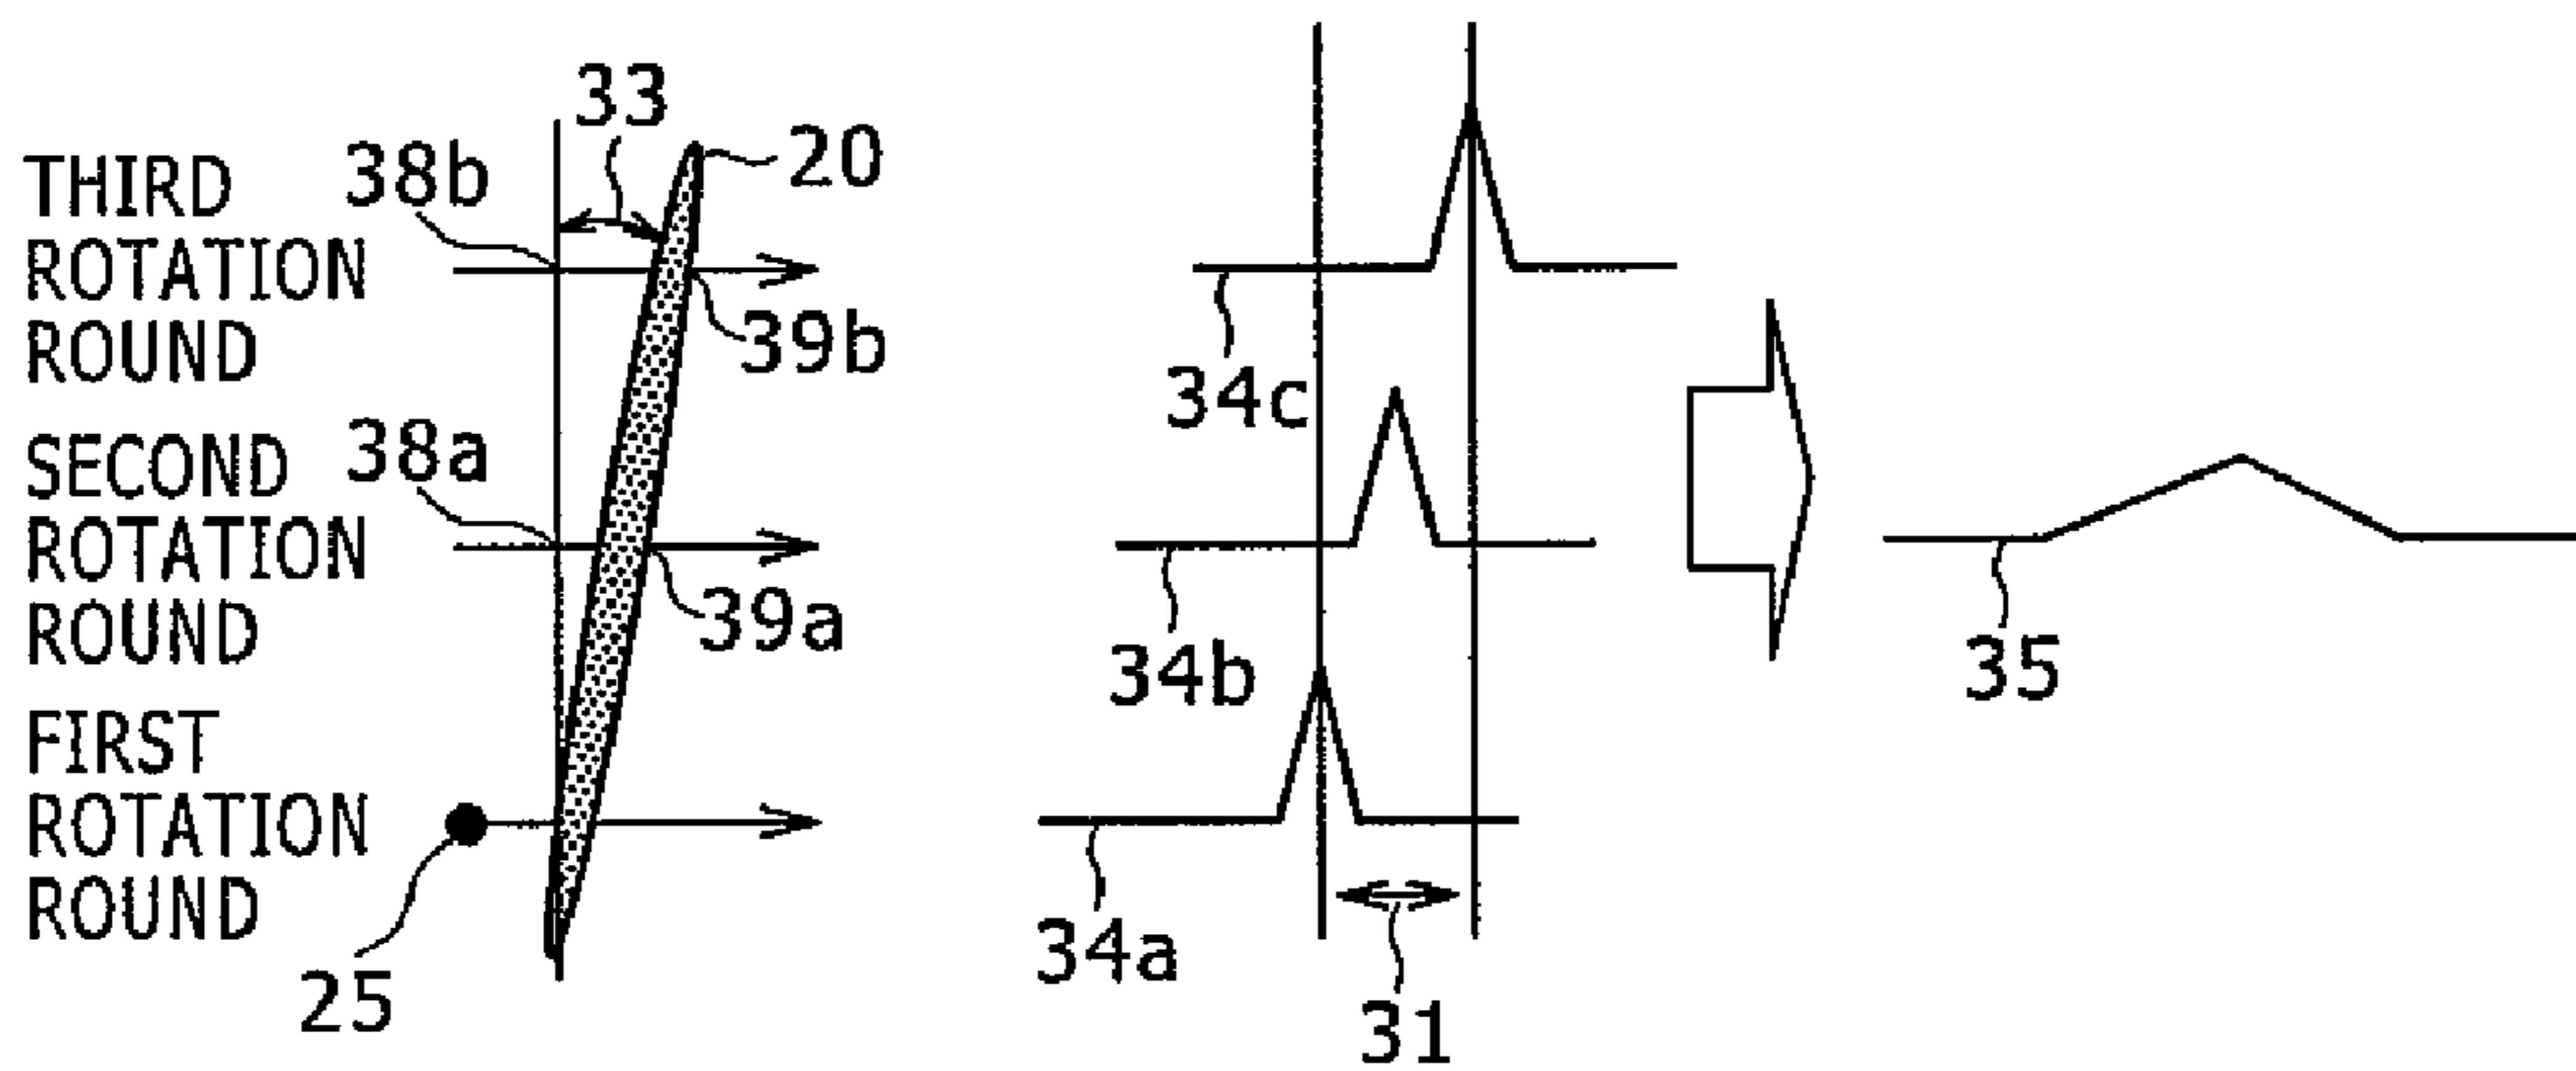 33
20
THIRD
ROTATION
ROUND
38b
39b
34c
SECOND
ROTATION
ROUND
38a
39a
34b
35
FIRST
ROTATION
ROUND
25
34a
31